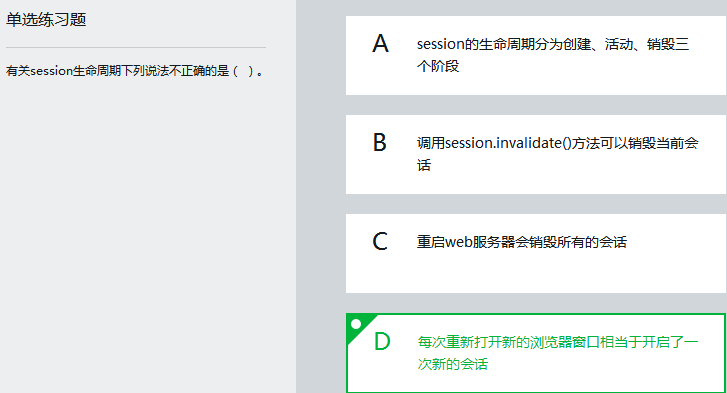 单选练习题
有关session生命周期下列说法不正确的是（  ）。
A
session的生命周期分为创建、活动、销毁三
个阶段
B
调用session.invalidate()方法可以销毁当前会
话
C
重启web服务器会销毁所有的会话
D
每次重新打开新的浏览器窗口相当于开启了一
次新的会话